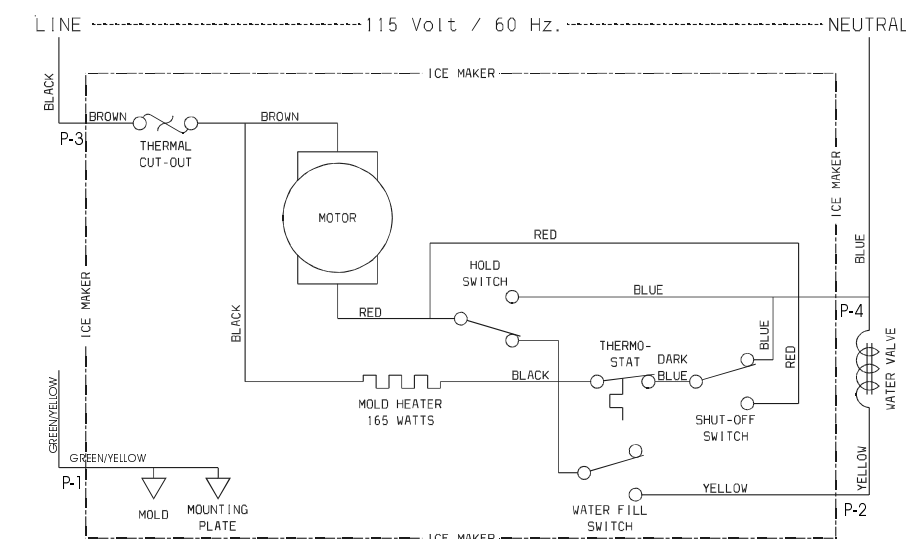 LINE 115 Volt / 60 Hz. NEUTRAL
ICE MAKER
BLACK
BROWN
BROWN
P-3
THERMAL
CUT-OUT
MOTOR
ICE MAKER
BLUE
RED
HOLD
SWITCH
BLUE
ICE MAKER
BLACK
RED
P-4
BLUE
RED
WATER VALVE
THERMO-
STAT
DARK
BLUE
BLACK
MOLD HEATER
165 WATTS
SHUT-OFF
SWITCH
GREEN/YELLOW
GREEN/YELLOW
P-1
MOLD
MOUNTING
PLATE
YELLOW
YELLOW
P-2
WATER FILL
SWITCH
ICE MAKER